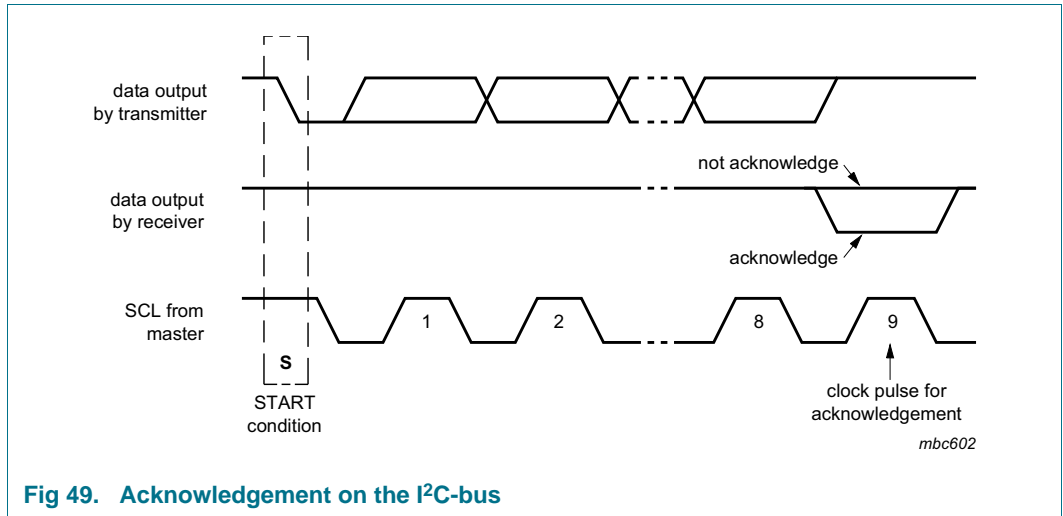 data output
by transmitter
not acknowledge
data output
by receiver
acknowledge
SCL from
master
1
2
8
9
S
START
condition
clock pulse for
acknowledgement
mbc602
Fig 49. Acknowledgement on the I²C-bus